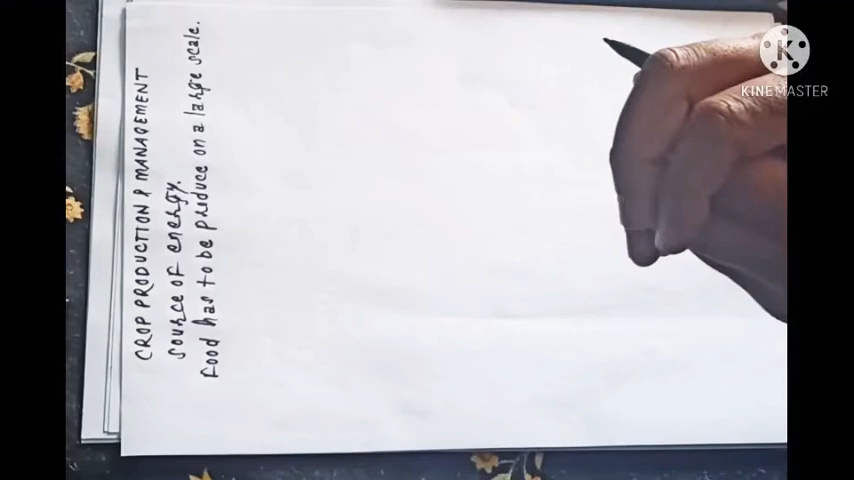 CROP PRODUCTION & MANAGEMENT
source of energy.
Food has to be produce on a large scale.
KINEMASTER